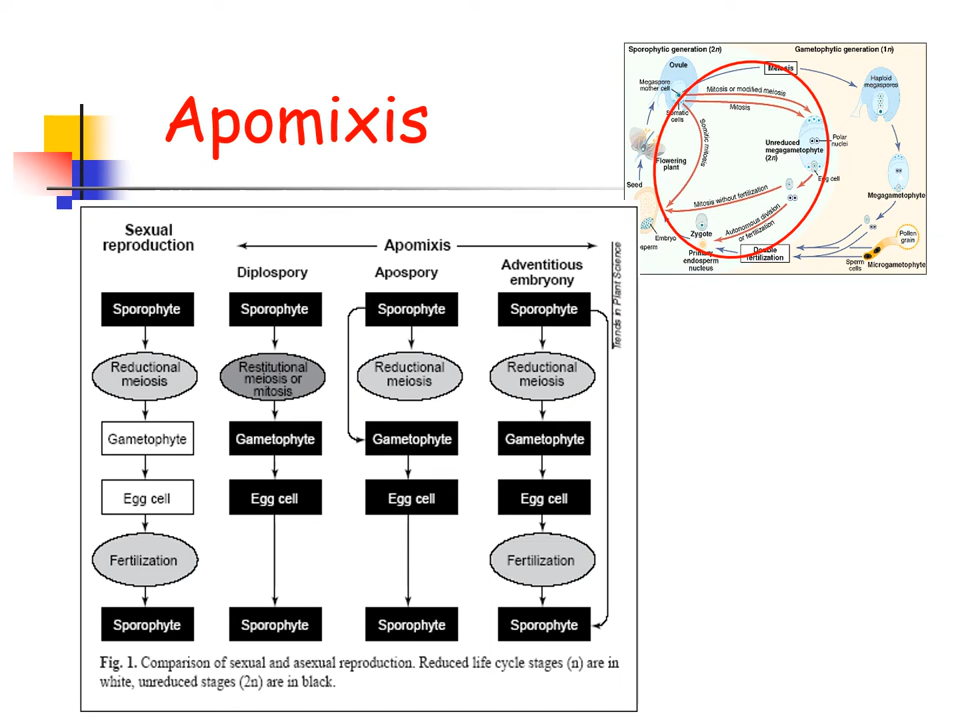 Apomixis
Sporophytic generation (2n)
Gametophytic generation (1n)
Ovule
Meiosis
Megaspore
mother cell
Haploid
megaspores
Mitosis or modified meiosis
Mitosis
Somatic
cells
Somitic mitosis
Unreduced
megagametophyte
(2n)
Polar
nuclei
Flowering
plant
Egg cell
Seed
Mitosis without fertilization
Megagametophyte
Autonomous division
or fertilization
Zygote
Embryo
sperm
Primary
endosperm
nucleus
Double
fertilization
Pollen
grain
Sperm
cells
Microgametophyte
Sexual
reproduction
Apomixis
Diplospory
Apospory
Adventitious
embryony
Trends in Plant Science
Sporophyte
Sporophyte
Sporophyte
Sporophyte
Reductional
meiosis
Restitutional
meiosis or
mitosis
Reductional
meiosis
Reductional
meiosis
Gametophyte
Gametophyte
Gametophyte
Gametophyte
Egg cell
Egg cell
Egg cell
Egg cell
Fertilization
Fertilization
Sporophyte
Sporophyte
Sporophyte
Sporophyte
Fig. 1. Comparison of sexual and asexual reproduction. Reduced life cycle stages (n) are in
white, unreduced stages (2n) are in black.